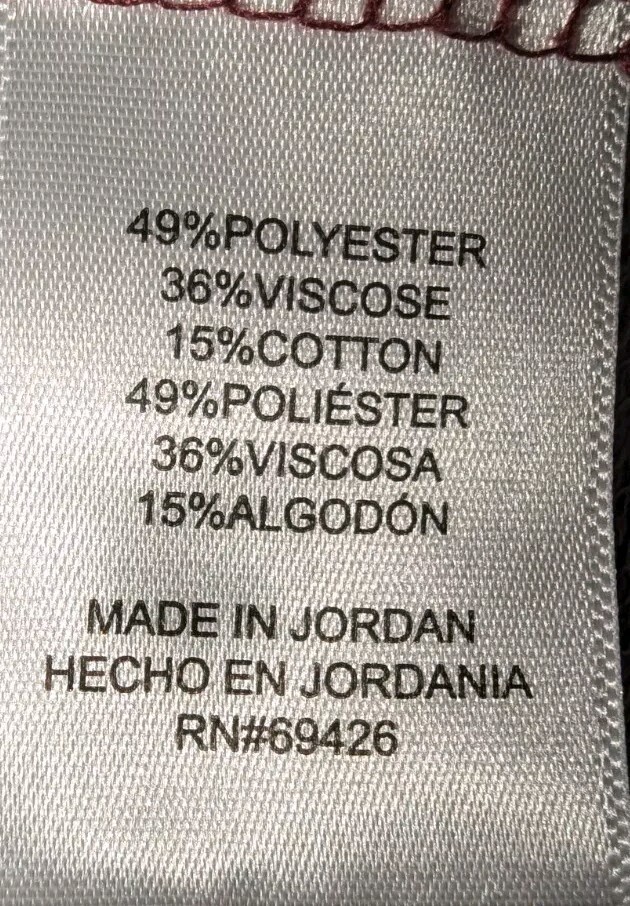 49%POLYESTER
36%VISCOSE
15%COTTON
49%POLIÉSTER
36%VISCOSA
15%ALGODÓN
MADE IN JORDAN
HECHO EN JORDANIA
RN#69426